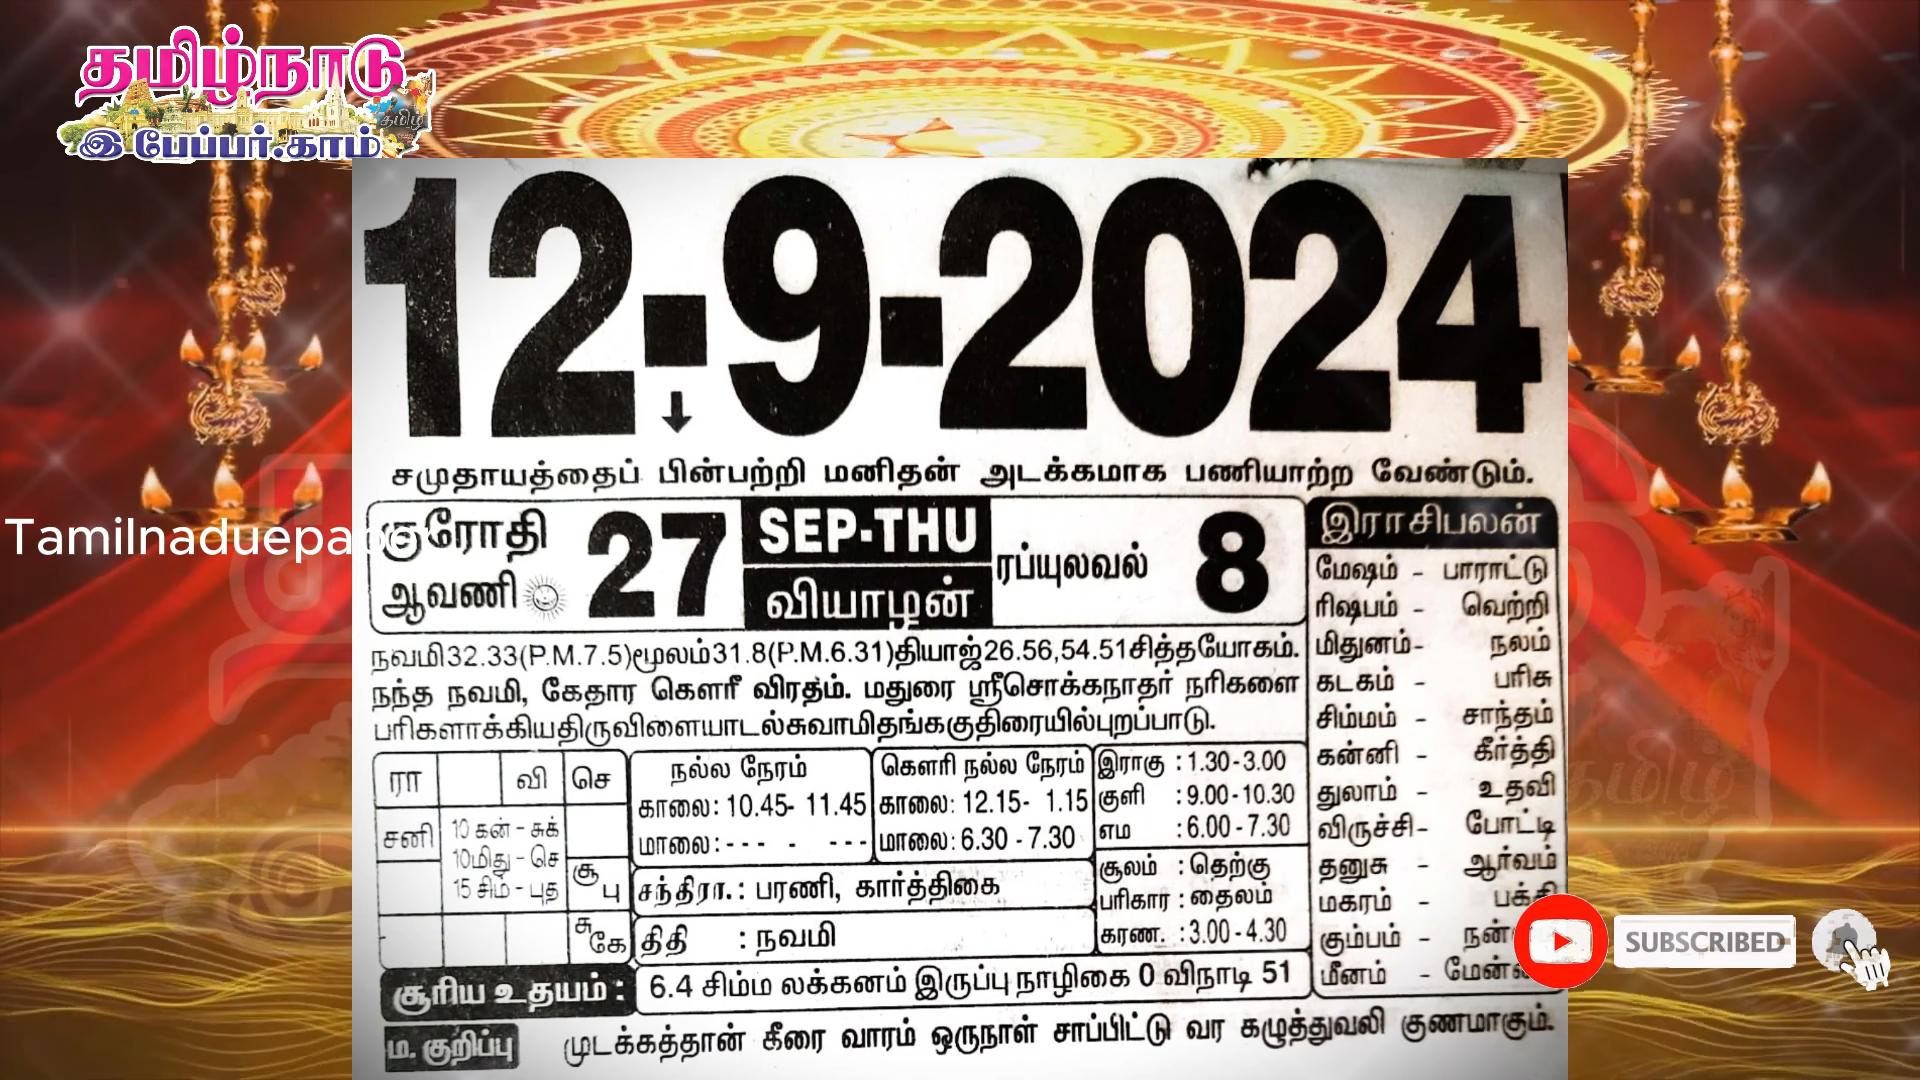 தமிழ்நாடு
தமிழ்
இ பேப்பர்.காம்
12-9-2024
சமுதாயத்தைப் பின்பற்றி மனிதன் அடக்கமாக பணியாற்ற வேண்டும்.
Tamilnaduepaper
குரோதி
ஆவணி 27
SEP-THU
வியாழன்
ரப்யுலவல் 8
நவமி32.33(P.M.7.5)மூலம்31.8(P.M.6.31)தியாஜ்26.56,54.51சித்தயோகம்.
நந்த நவமி, கேதார கௌரீ விரதம். மதுரை ஸ்ரீசொக்கநாதர் நரிகளை
பரிகளாக்கியதிருவிளையாடல்சுவாமிதங்ககுதிரையில்புறப்பாடு.
ரா வி செ
சனி
10 கன் - சுக்
10மிது - செ
15 சிம் - புத
சூ
பு
சு
கே
நல்ல நேரம்
காலை: 10.45- 11.45
மாலை: --- - ---
கௌரி நல்ல நேரம்
காலை: 12.15- 1.15
மாலை: 6.30 - 7.30
இராகு : 1.30-3.00
குளி : 9.00-10.30
எம : 6.00-7.30
சந்திரா.: பரணி, கார்த்திகை
திதி : நவமி
சூலம் : தெற்கு
பரிகார : தைலம்
கரண. : 3.00-4.30
சூரிய உதயம் : 6.4 சிம்ம லக்கனம் இருப்பு நாழிகை 0 விநாடி 51
இராசிபலன்
மேஷம் - பாராட்டு
ரிஷபம் - வெற்றி
மிதுனம்- நலம்
கடகம் - பரிசு
சிம்மம் - சாந்தம்
கன்னி - கீர்த்தி
துலாம் - உதவி
விருச்சி- போட்டி
தனுசு - ஆர்வம்
மகரம் - பக்தி
கும்பம் -
மீனம் -
ம. குறிப்பு முடக்கத்தான் கீரை வாரம் ஒருநாள் சாப்பிட்டு வர கழுத்துவலி குணமாகும்.
SUBSCRIBED